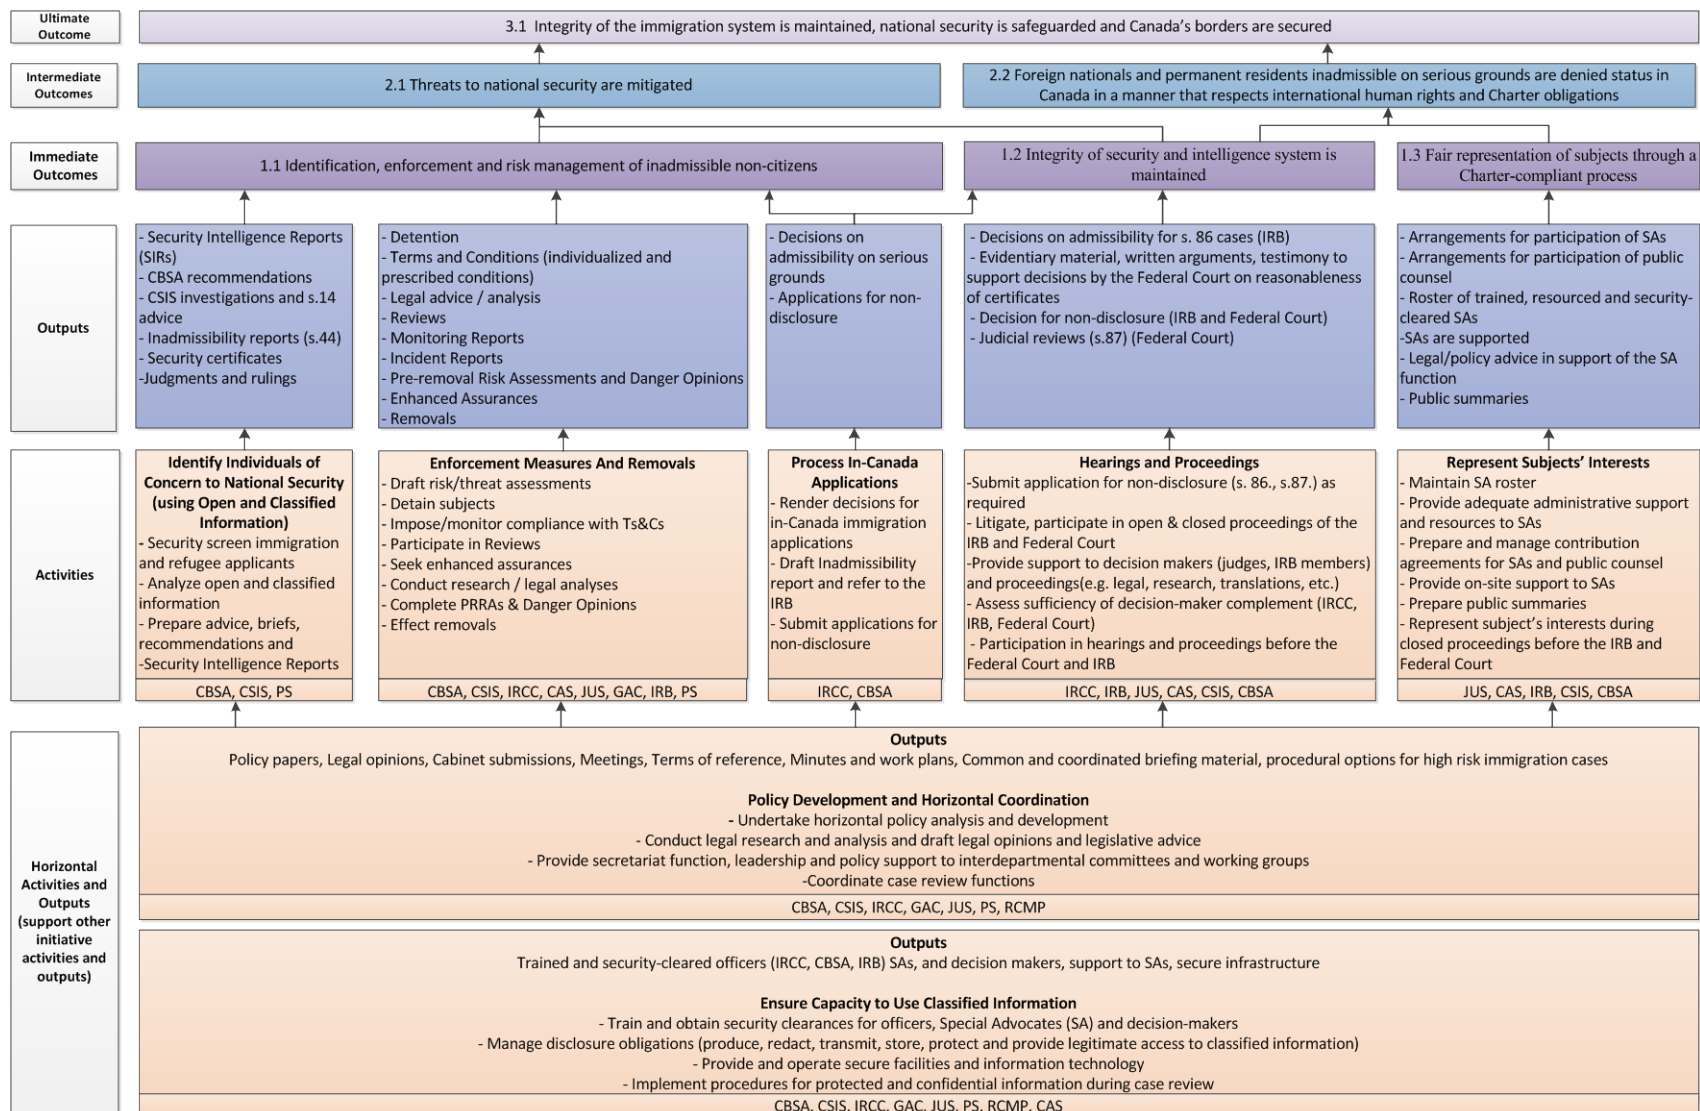 Ultimate
Outcome
3.1  Integrity of the immigration system is maintained, national security is safeguarded and Canada's borders are secured
Intermediate
Outcomes
2.1 Threats to national security are mitigated
2.2 Foreign nationals and permanent residents inadmissible on serious grounds are denied status in
Canada in a manner that respects international human rights and Charter obligations
Immediate
Outcomes
1.1 Identification, enforcement and risk management of inadmissible non-citizens
1.2 Integrity of security and intelligence system is
maintained
1.3 Fair representation of subjects through a
Charter-compliant process
Outputs
- Security Intelligence Reports
(SIRs)
- CBSA recommendations
- CSIS investigations and s.14
advice
- Inadmissibility reports (s.44)
- Security certificates
-Judgments and rulings
- Detention
- Terms and Conditions (individualized and
prescribed conditions)
- Legal advice / analysis
- Reviews
- Monitoring Reports
- Incident Reports
- Pre-removal Risk Assessments and Danger Opinions
- Enhanced Assurances
- Removals
- Decisions on
admissibility on serious
grounds
- Applications for non-
disclosure
- Decisions on admissibility for s. 86 cases (IRB)
- Evidentiary material, written arguments, testimony to
support decisions by the Federal Court on reasonableness
of certificates
- Decision for non-disclosure (IRB and Federal Court)
- Judicial reviews (s.87) (Federal Court)
- Arrangements for participation of SAs
- Arrangements for participation of public
counsel
- Roster of trained, resourced and security-
cleared SAs
-SAs are supported
- Legal/policy advice in support of the SA
function
- Public summaries
Activities
Identify Individuals of
Concern to National Security
(using Open and Classified
Information)
- Security screen immigration
and refugee applicants
- Analyze open and classified
information
- Prepare advice, briefs,
recommendations and
-Security Intelligence Reports
CBSA, CSIS, PS
Enforcement Measures And Removals
- Draft risk/threat assessments
- Detain subjects
- Impose/monitor compliance with Ts&Cs
- Participate in Reviews
- Seek enhanced assurances
- Conduct research / legal analyses
- Complete PRRAs & Danger Opinions
- Effect removals
CBSA, CSIS, IRCC, CAS, JUS, GAC, IRB, PS
Process In-Canada
Applications
- Render decisions for
in-Canada immigration
applications
- Draft Inadmissibility
report and refer to the
IRB
- Submit applications for
non-disclosure
IRCC, CBSA
Hearings and Proceedings
-Submit application for non-disclosure (s. 86., s.87.) as
required
- Litigate, participate in open & closed proceedings of the
IRB and Federal Court
-Provide support to decision makers (judges, IRB members)
and proceedings(e.g. legal, research, translations, etc.)
- Assess sufficiency of decision-maker complement (IRCC,
IRB, Federal Court)
- Participation in hearings and proceedings before the
Federal Court and IRB
IRCC, IRB, JUS, CAS, CSIS, CBSA
Represent Subjects' Interests
- Maintain SA roster
- Provide adequate administrative support
and resources to SAs
- Prepare and manage contribution
agreements for SAs and public counsel
- Provide on-site support to SAs
- Prepare public summaries
- Represent subject's interests during
closed proceedings before the IRB and
Federal Court
JUS, CAS, IRB, CSIS, CBSA
Horizontal
Activities and
Outputs
(support other
initiative
activities and
outputs)
Outputs
Policy papers, Legal opinions, Cabinet submissions, Meetings, Terms of reference, Minutes and work plans, Common and coordinated briefing material, procedural options for high risk immigration cases
Policy Development and Horizontal Coordination
- Undertake horizontal policy analysis and development
- Conduct legal research and analysis and draft legal opinions and legislative advice
- Provide secretariat function, leadership and policy support to interdepartmental committees and working groups
-Coordinate case review functions
CBSA, CSIS, IRCC, GAC, JUS, PS, RCMP
Outputs
Trained and security-cleared officers (IRCC, CBSA, IRB) SAs, and decision makers, support to SAs, secure infrastructure
Ensure Capacity to Use Classified Information
- Train and obtain security clearances for officers, Special Advocates (SA) and decision-makers
- Manage disclosure obligations (produce, redact, transmit, store, protect and provide legitimate access to classified information)
- Provide and operate secure facilities and information technology
- Implement procedures for protected and confidential information during case review
CBSA, CSIS, IRCC, GAC, JUS, PS, RCMP, CAS